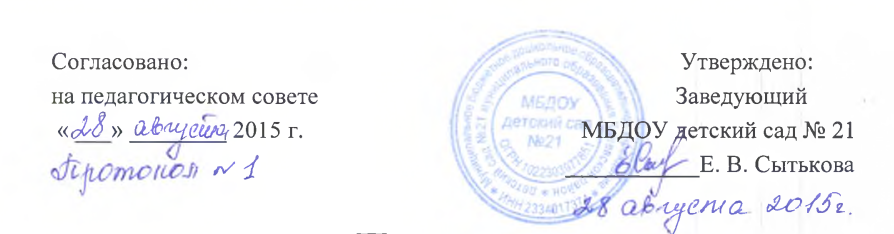 Согласовано:
на педагогическом совете
«28» августа 2015 г.
Протокол № 1
Утверждено:
Заведующий
МБДОУ детский сад № 21
Е. В. Сытькова
28 августа 2015г.
МБДОУ
детский сад
№21